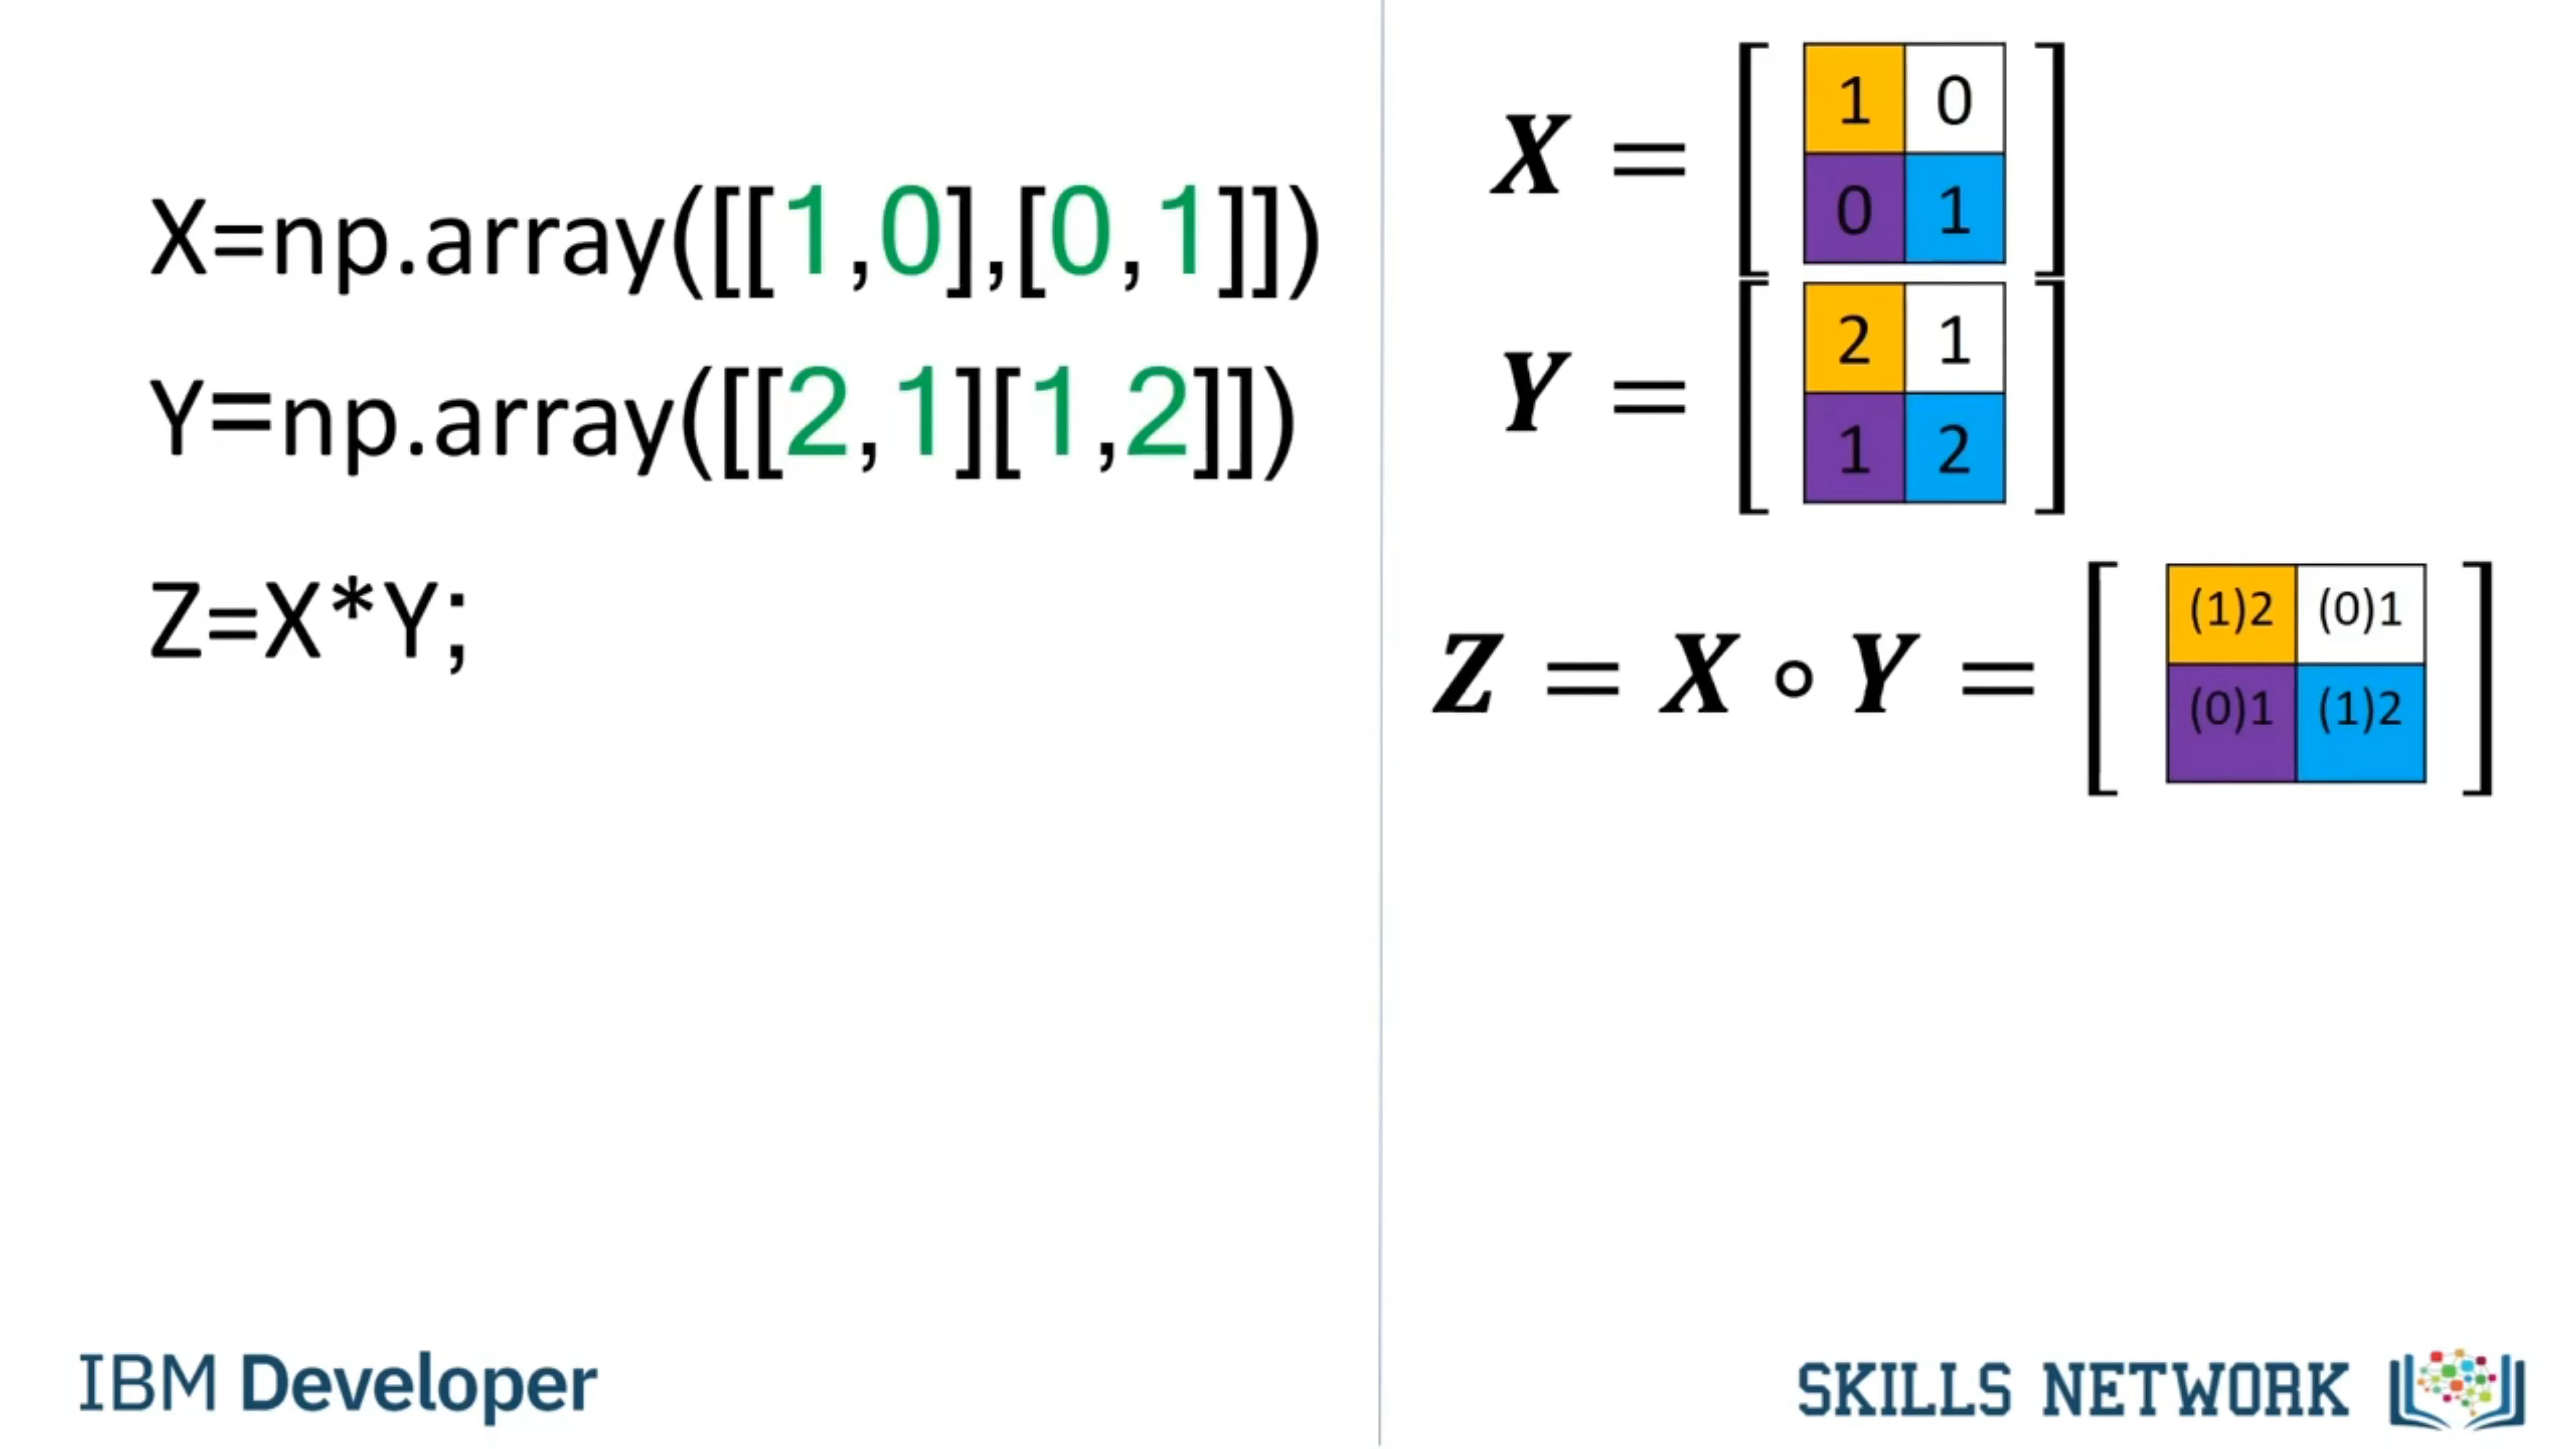 X=np.array([[1,0],[0,1]])
Y=np.array([[2,1][1,2]])
Z=X*Y;
X =
1 0
0 1
Y =
2 1
1 2
Z = X ∘ Y =
(1)2 (0)1
(0)1 (1)2
IBM Developer
SKILLS NETWORK